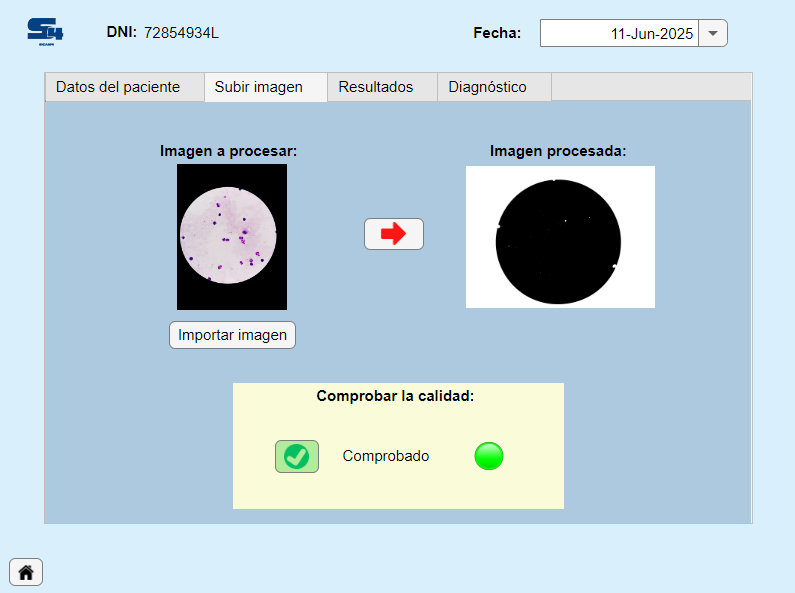 S4
DNI: 72854934L
Fecha: 11-Jun-2025
Datos del paciente Subir imagen Resultados Diagnóstico
Imagen a procesar: Imagen procesada:
Importar imagen
Comprobar la calidad:
Comprobado